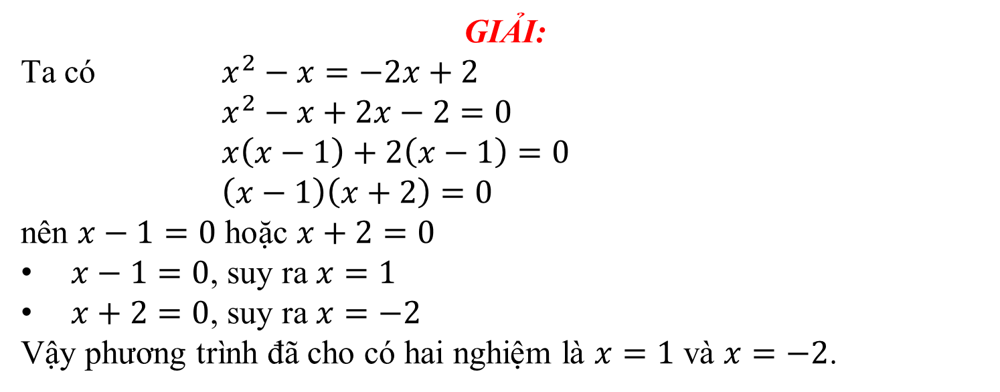 GIẢI:
Ta có x² − x = −2x + 2
x² − x + 2x − 2 = 0
x(x − 1) + 2(x − 1) = 0
(x − 1)(x + 2) = 0
nên x − 1 = 0 hoặc x + 2 = 0
• x − 1 = 0, suy ra x = 1
• x + 2 = 0, suy ra x = −2
Vậy phương trình đã cho có hai nghiệm là x = 1 và x = −2.